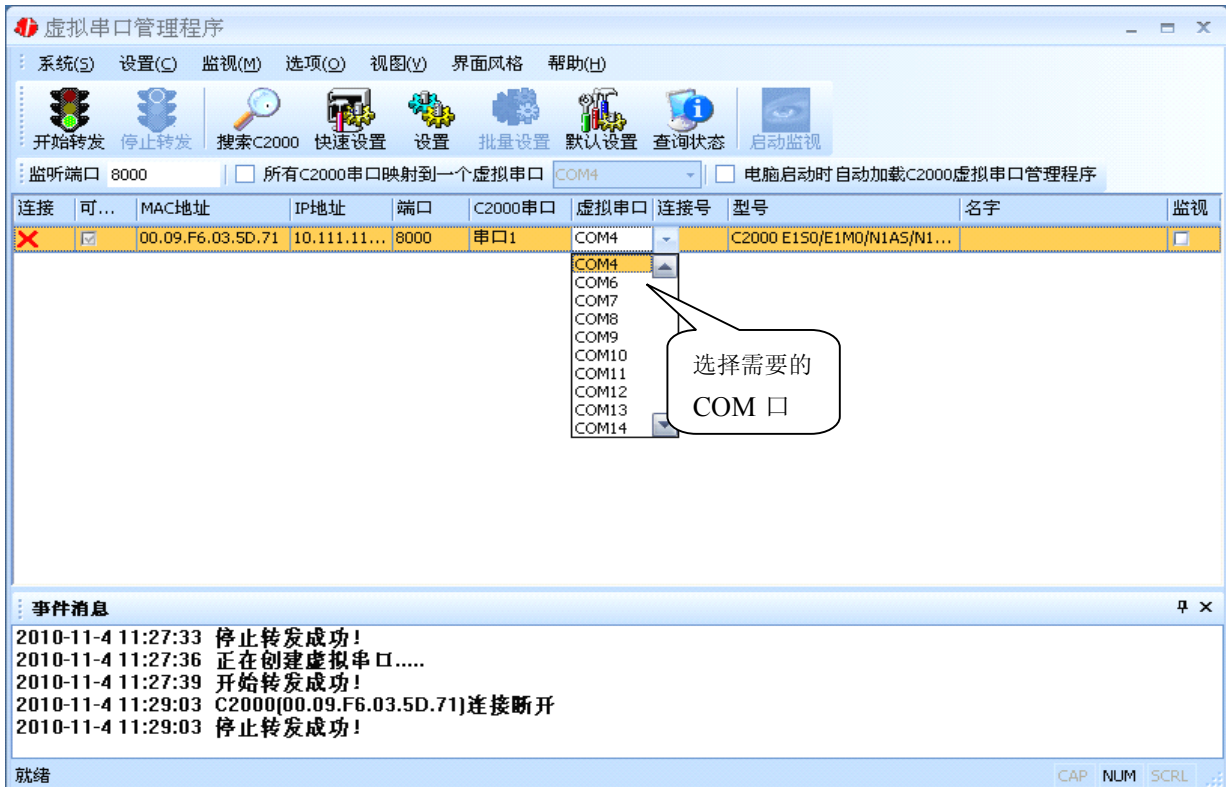 虚拟串口管理程序
系统(S) 设置(C) 监视(M) 选项(O) 视图(V) 界面风格 帮助(H)
开始转发 停止转发 搜索C2000 快速设置 设置 批量设置 默认设置 查询状态 启动监视
监听端口 8000 所有C2000串口映射到一个虚拟串口 COM4 电脑启动时自动加载C2000虚拟串口管理程序
连接 可... MAC地址 IP地址 端口 C2000串口 虚拟串口 连接号 型号 名字 监视
00.09.F6.03.5D.71 10.111.11... 8000 串口1 COM4 C2000 E1S0/E1M0/N1AS/N1...
COM4
COM6
COM7
COM8
COM9
COM10
COM11
COM12
COM13
COM14
选择需要的
COM 口
事件消息
2010-11-4 11:27:33 停止转发成功!
2010-11-4 11:27:36 正在创建虚拟串口.....
2010-11-4 11:27:39 开始转发成功!
2010-11-4 11:29:03 C2000(00.09.F6.03.5D.71)连接断开
2010-11-4 11:29:03 停止转发成功!
就绪 CAP NUM SCRL